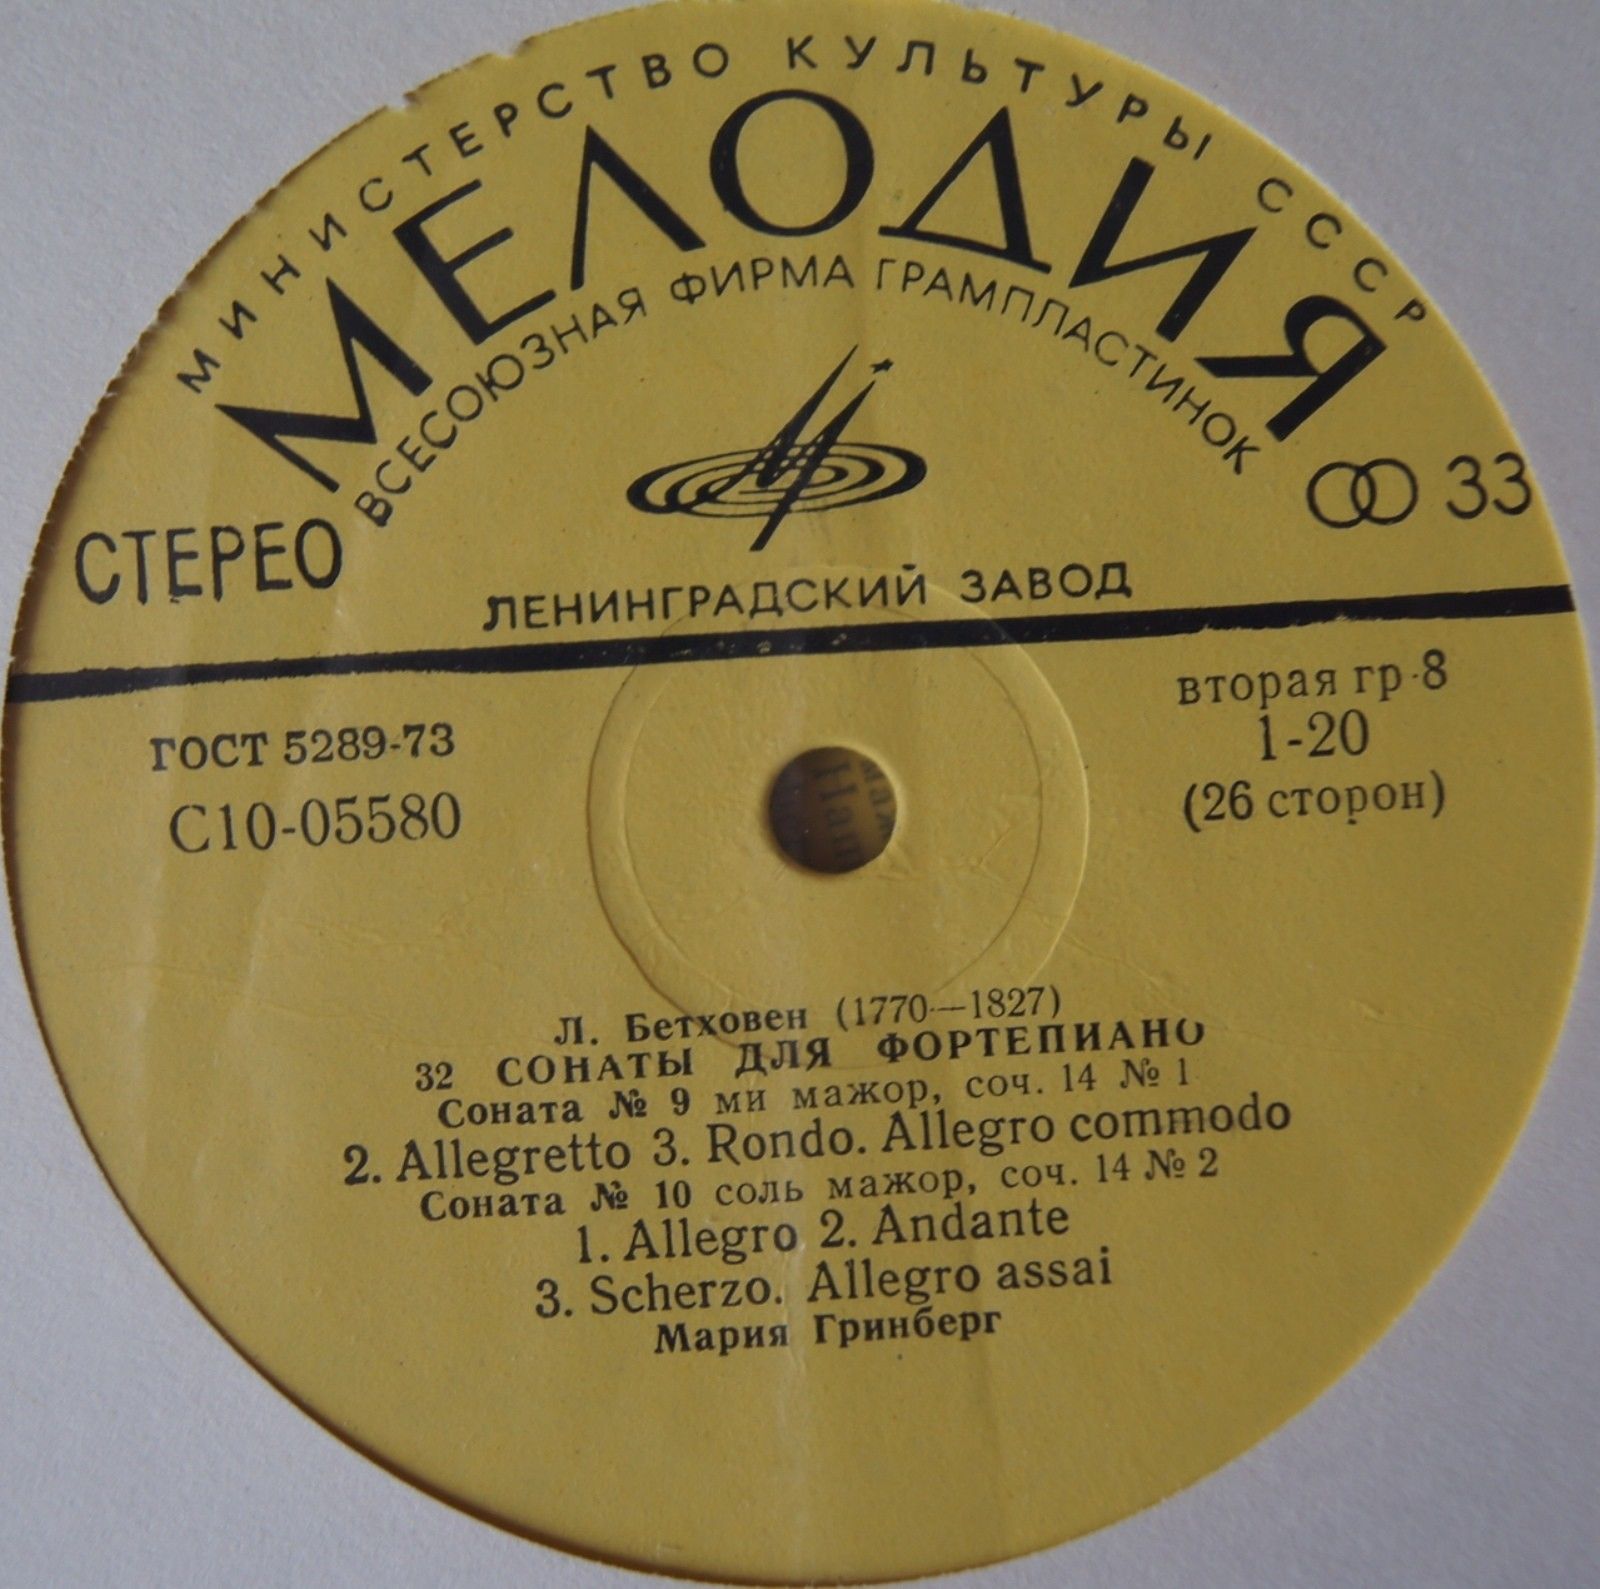 МИНИСТЕРСТВО КУЛЬТУРЫ СССР
МЕЛОДИЯ
ВСЕСОЮЗНАЯ ФИРМА ГРАМПЛАСТИНОК
СТЕРЕО
33
ЛЕНИНГРАДСКИЙ ЗАВОД
ГОСТ 5289-73
С10-05580
вторая гр-8
1-20
(26 сторон)
Л. Бетховен (1770—1827)
32 СОНАТЫ ДЛЯ ФОРТЕПИАНО
Соната № 9 ми мажор, соч. 14 № 1
2. Allegretto 3. Rondo. Allegro commodo
Соната № 10 соль мажор, соч. 14 № 2
1. Allegro 2. Andante
3. Scherzo. Allegro assai
Мария Гринберг